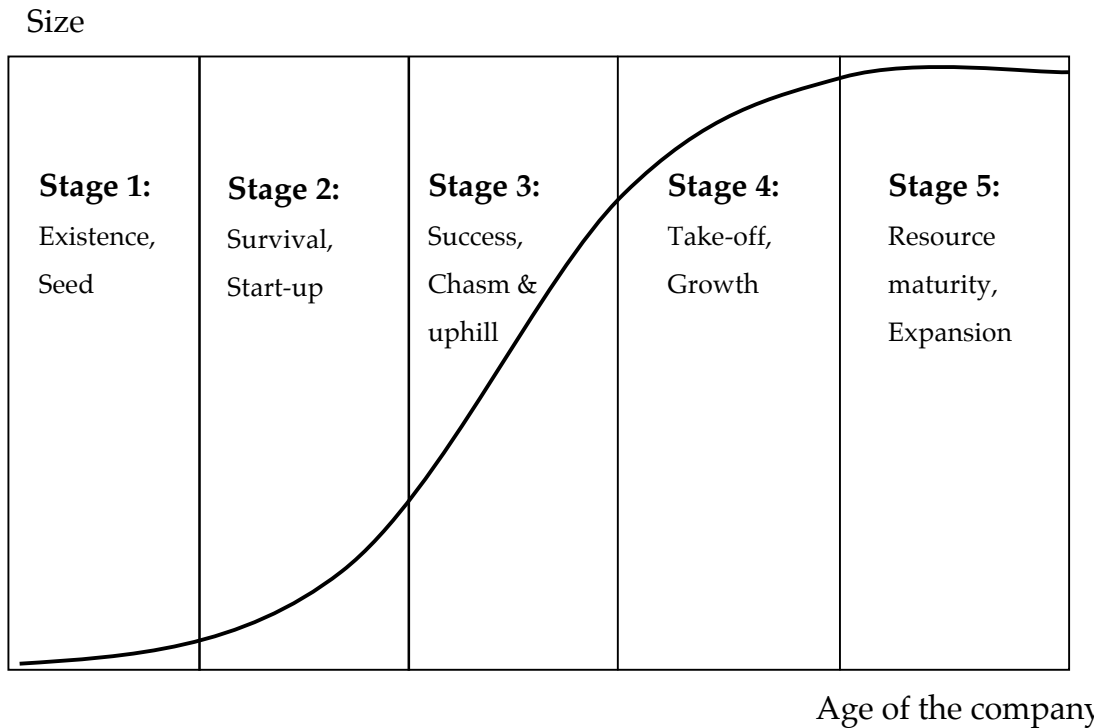 Size
Stage 1:
Existence,
Seed
Stage 2:
Survival,
Start-up
Stage 3:
Success,
Chasm &
uphill
Stage 4:
Take-off,
Growth
Stage 5:
Resource
maturity,
Expansion
Age of the company